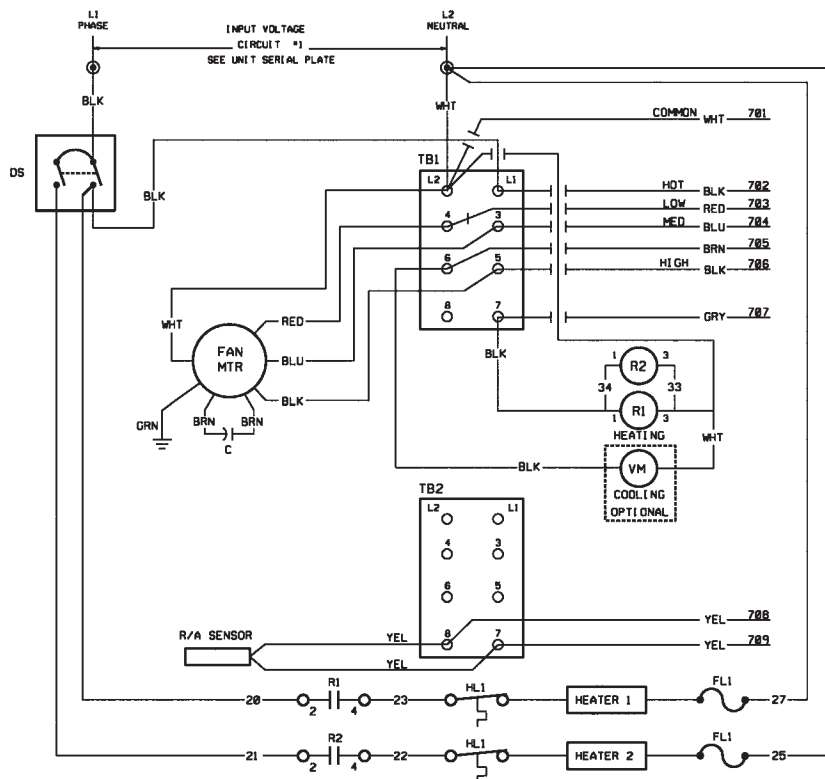 L1
PHASE
L2
NEUTRAL
INPUT VOLTAGE
CIRCUIT "1
SEE UNIT SERIAL PLATE
BLK
WHT
COMMON WHT 701
DS
BLK
TB1
L2 L1
HOT BLK 702
LOW RED 703
4 3
MED BLU 704
BRN 705
6 5
HIGH BLK 706
8 7
GRY 707
WHT
RED
FAN
MTR
BLU
BLK
BLK
1 R2 3
34 33
1 R1 3
HEATING
GRN
BRN BRN
C
WHT
BLK
VM
COOLING
OPTIONAL
TB2
L2 L1
4 3
6 5
8 7
YEL 708
YEL 709
R/A SENSOR
YEL
YEL
20 2 R1 4 23 HL1 HEATER 1 FL1 27
21 2 R2 4 22 HL1 HEATER 2 FL1 25